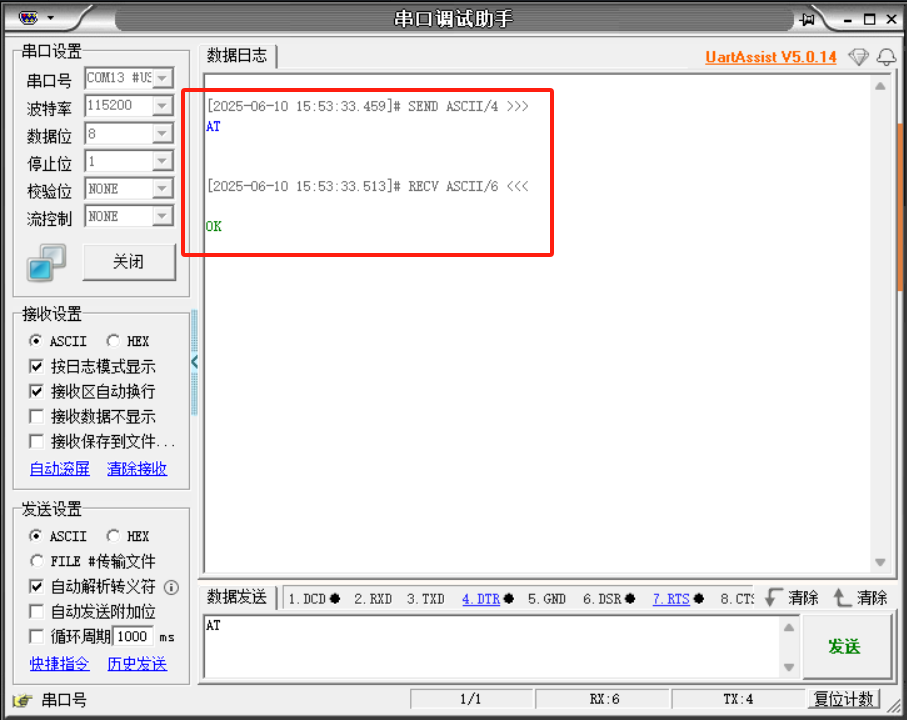 串口调试助手
串口设置
串口号 COM13 #US
波特率 115200
数据位 8
停止位 1
校验位 NONE
流控制 NONE
关闭
接收设置
ASCII HEX
按日志模式显示
接收区自动换行
接收数据不显示
接收保存到文件...
自动滚屏 清除接收
发送设置
ASCII HEX
FILE #传输文件
自动解析转义符
自动发送附加位
循环周期 1000 ms
快捷指令 历史发送
数据日志
UartAssist V5.0.14
[2025-06-10 15:53:33.459]# SEND ASCII/4 >>>
AT
[2025-06-10 15:53:33.513]# RECV ASCII/6 <<<
OK
数据发送 1.DCD 2.RXD 3.TXD 4.DTR 5.GND 6.DSR 7.RTS 8.CTS 清除 清除
AT
发送
串口号 1/1 RX:6 TX:4 复位计数